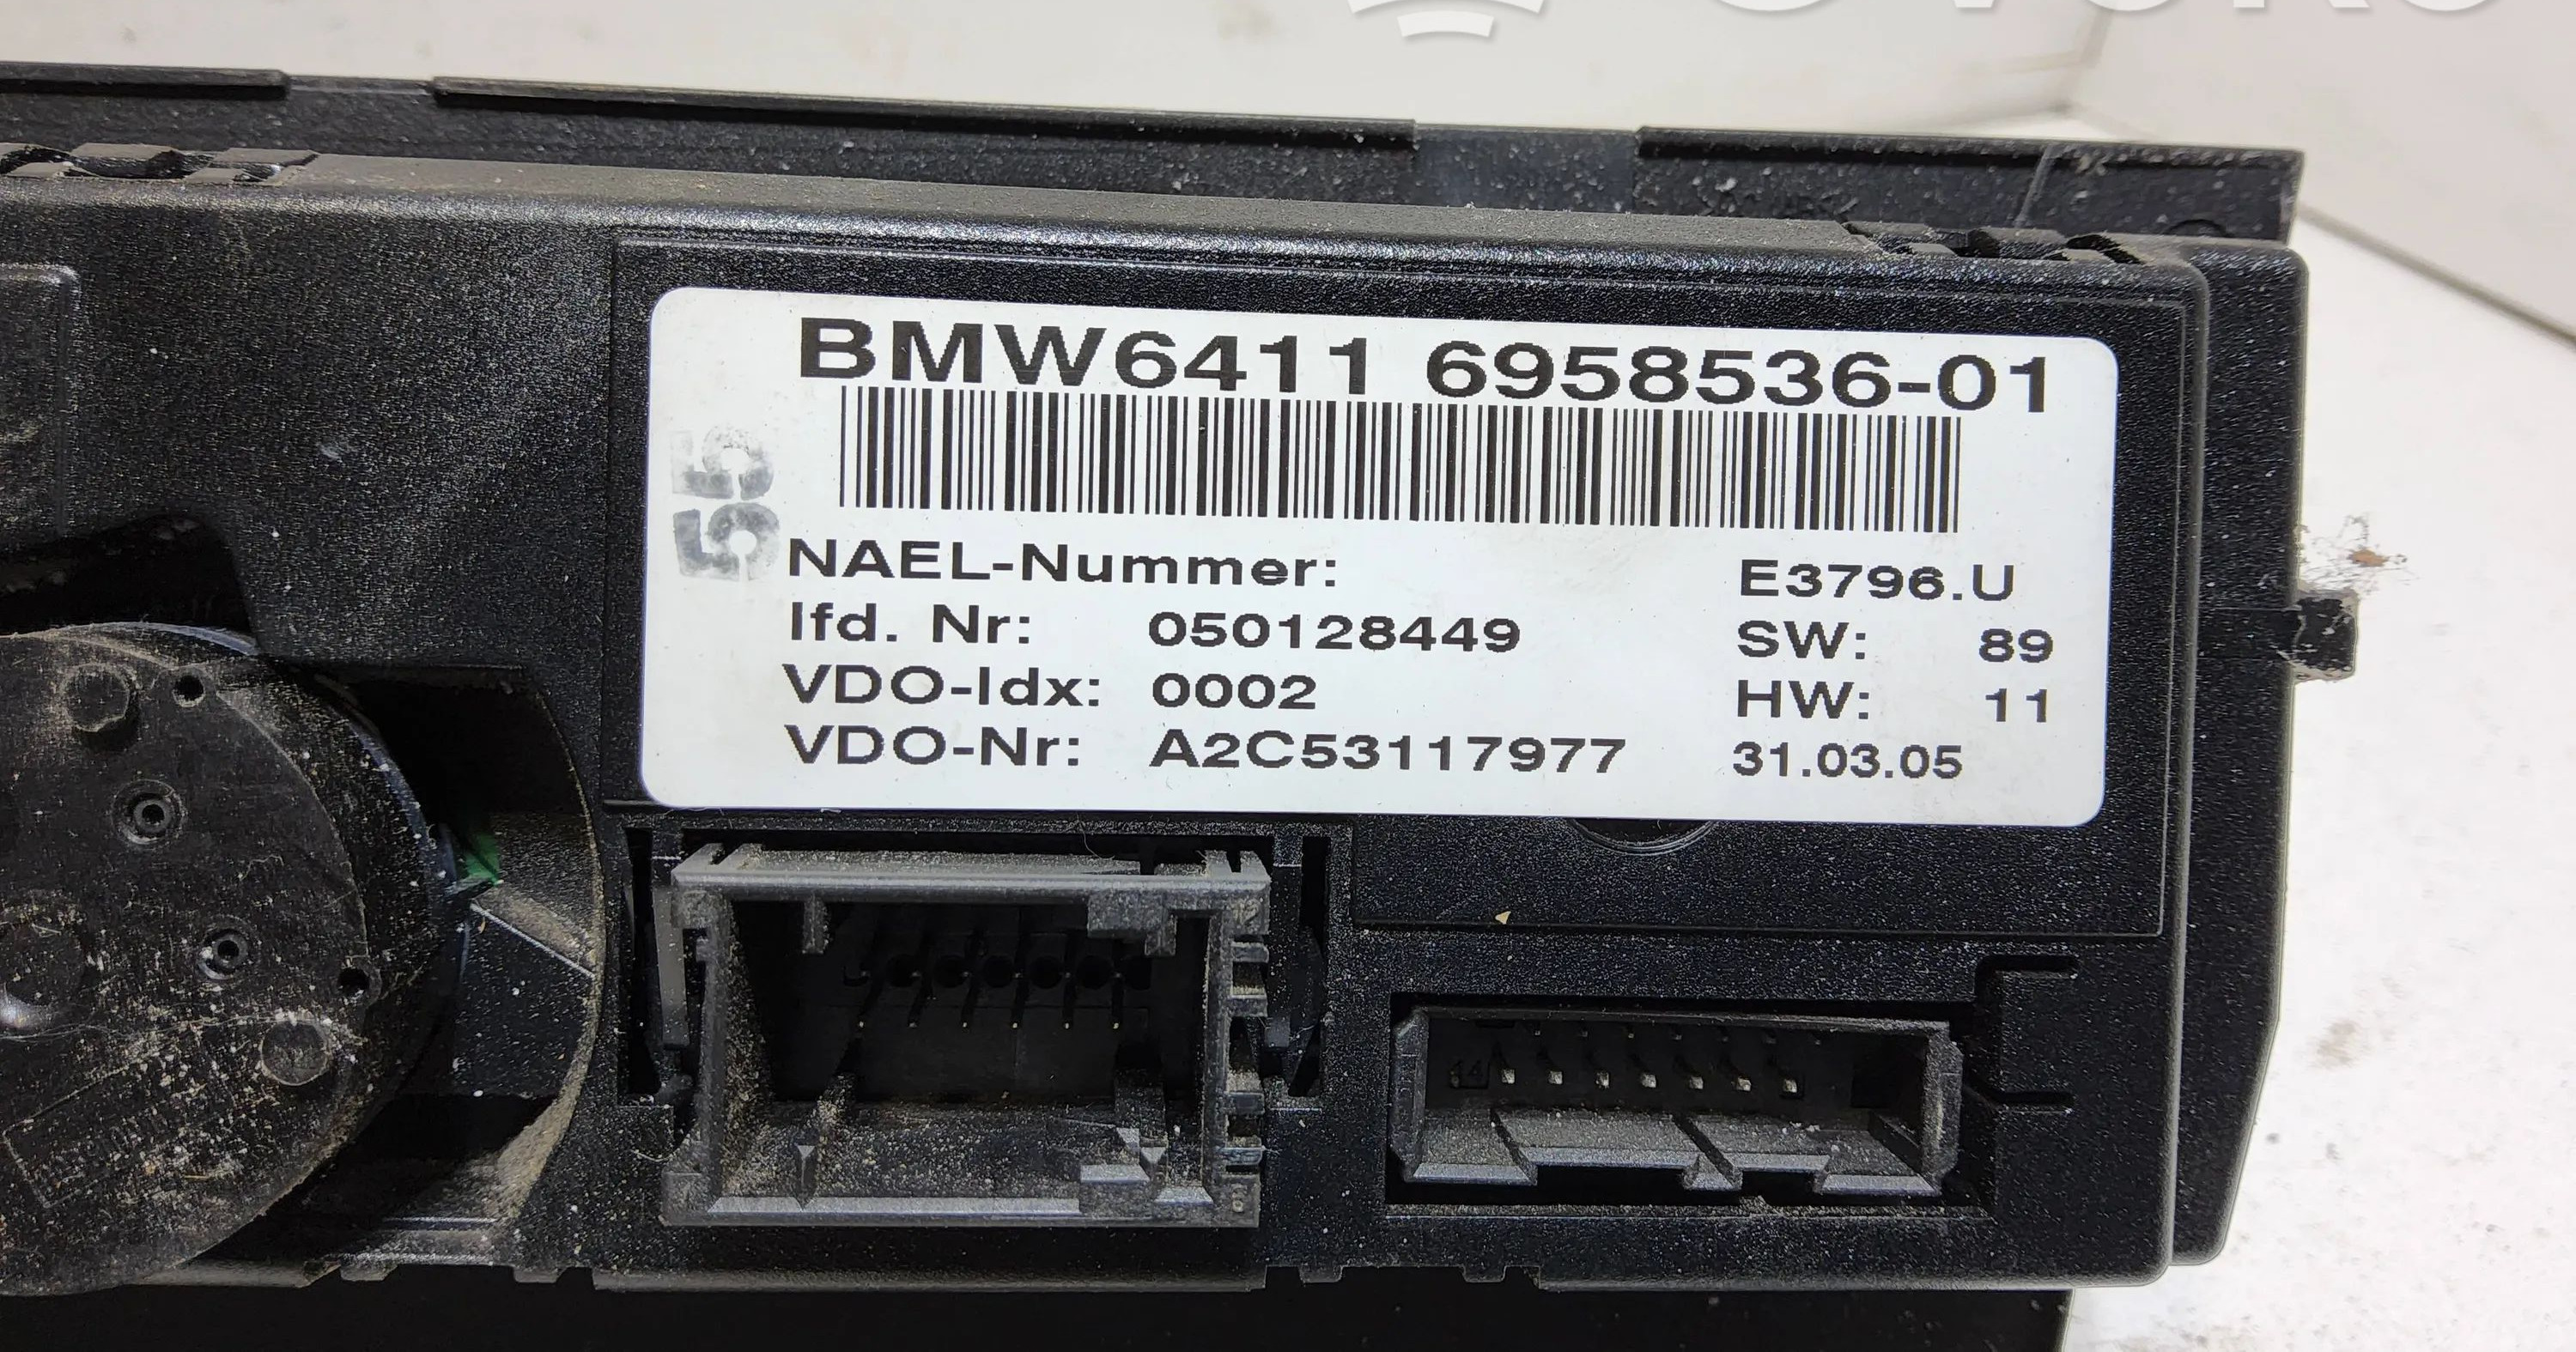 BMW6411 6958536-01
55
NAEL-Nummer: E3796.U
lfd. Nr: 050128449 SW: 89
VDO-Idx: 0002 HW: 11
VDO-Nr: A2C53117977 31.03.05